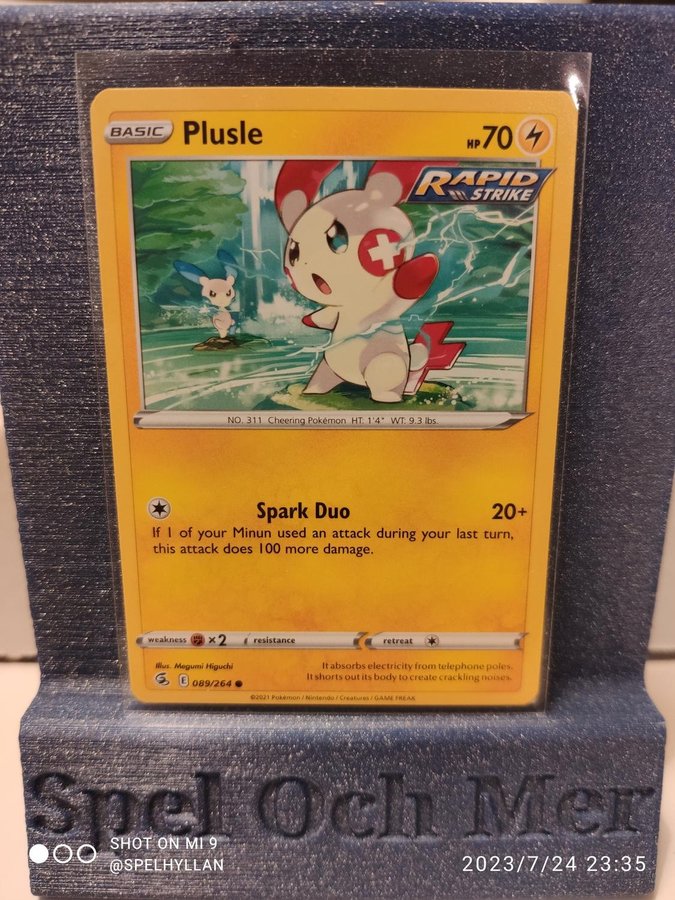 BASIC Plusle HP 70
RAPID
STRIKE
NO. 311 Cheering Pokémon HT: 1'4" WT: 9.3 lbs.
Spark Duo 20+
If 1 of your Minun used an attack during your last turn,
this attack does 100 more damage.
weakness ×2 resistance retreat
Illus. Megumi Higuchi
It absorbs electricity from telephone poles.
It shorts out its body to create crackling noises.
E 089/264
©2021 Pokémon / Nintendo / Creatures / GAME FREAK
Spel Och Mer
SHOT ON MI 9
@SPELHYLLAN
2023/7/24 23:35